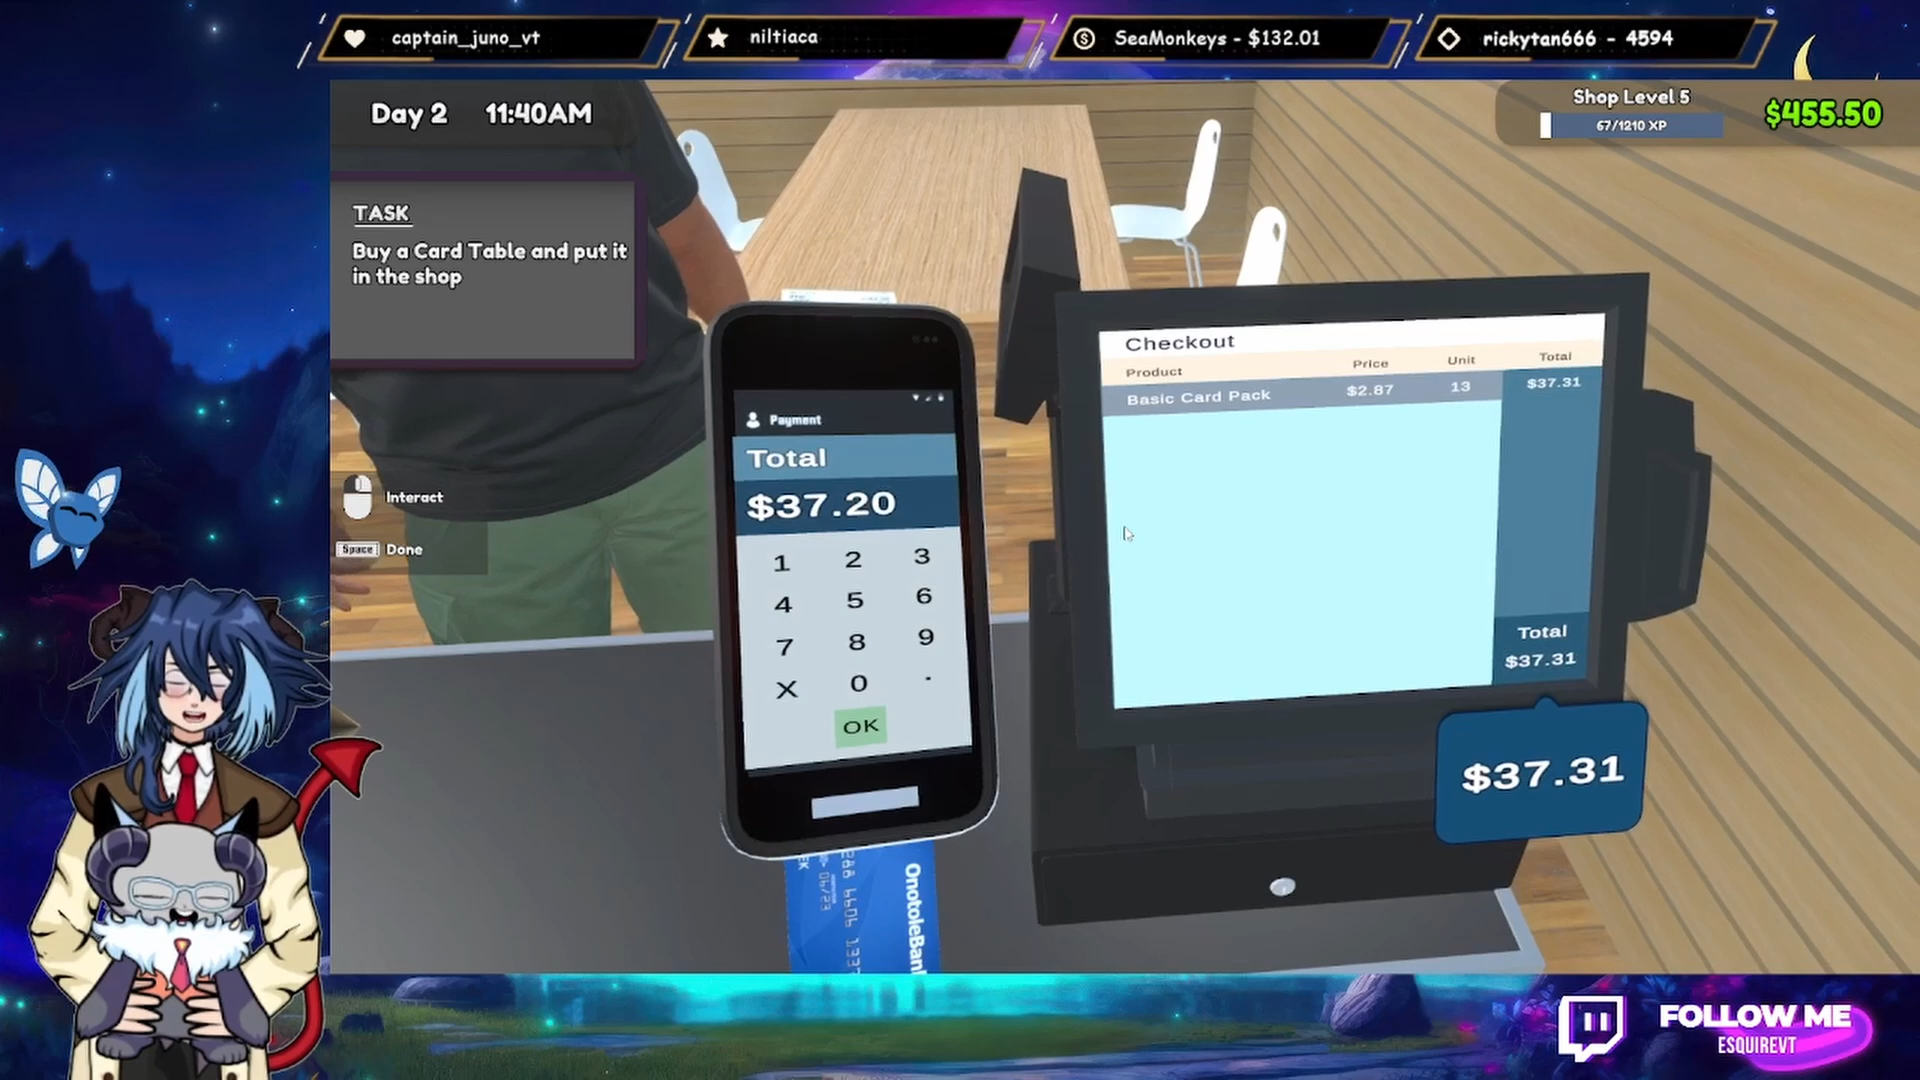 captain_juno_vt
niltiaca
SeaMonkeys - $132.01
rickytan666 - 4594
Day 2 11:40AM
Shop Level 5
67/1210 XP
$455.50
TASK
Buy a Card Table and put it
in the shop
Interact
Space Done
Payment
Total
$37.20
1 2 3
4 5 6
7 8 9
X 0 .
OK
Checkout
Product Price Unit Total
Basic Card Pack $2.87 13 $37.31
Total
$37.31
$37.31
OnotoleBank
06/23
FOLLOW ME
ESQUIREVT